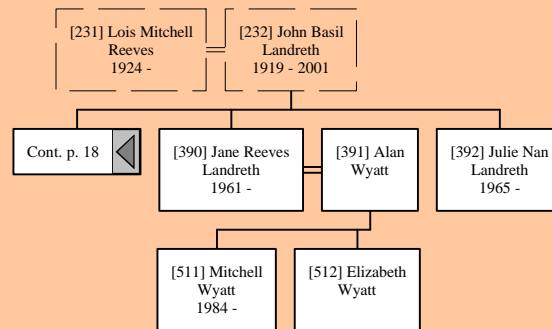 [231] Lois Mitchell
Reeves
1924 -
[232] John Basil
Landreth
1919 - 2001
Cont. p. 18
[390] Jane Reeves
Landreth
1961 -
[391] Alan
Wyatt
[392] Julie Nan
Landreth
1965 -
[511] Mitchell
Wyatt
1984 -
[512] Elizabeth
Wyatt